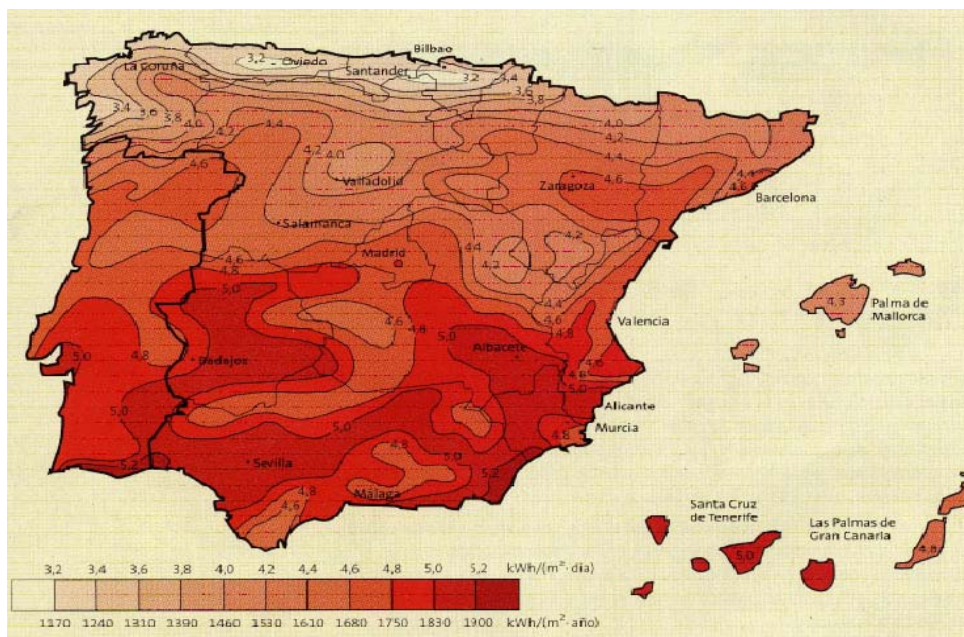 Bilbao
La Coruña
3,2
Oviedo
Santander
3,2
3,4
3,6
3,8
3,4
3,6
3,8
4,0
4,2
4,4
4,0
4,2
4,4
4,6
4,2
4,0
Valladolid
Zaragoza
4,6
4,4
4,6
Barcelona
Salamanca
4,4
4,2
4,2
Madrid
4,6
4,8
5,0
4,4
4,6
4,8
Valencia
4,3
Palma de
Mallorca
4,6
4,8
5,0
Albacete
5,0
4,8
Badajoz
4,6
4,8
5,0
Alicante
Murcia
4,8
5,0
5,0
4,8
5,0
5,2
Sevilla
5,2
4,8
4,6
Málaga
Santa Cruz
de Tenerife
Las Palmas de
Gran Canaria
5,0
4,8
3,2 3,4 3,6 3,8 4,0 4,2 4,4 4,6 4,8 5,0 5,2 kWh/(m²· dia)
1170 1240 1310 1390 1460 1530 1610 1680 1750 1830 1900 kWh/(m²·año)